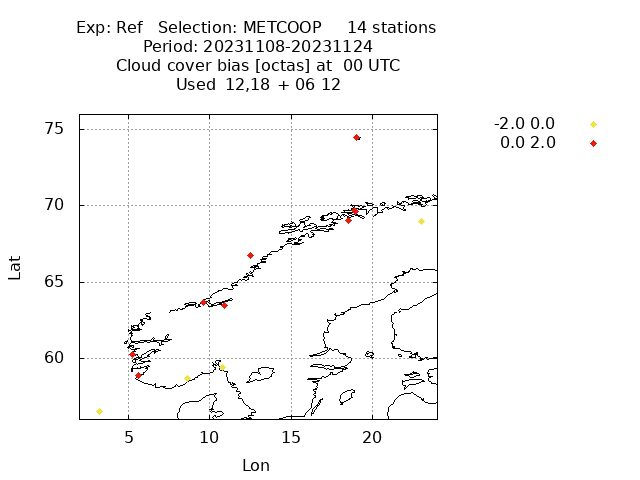 Exp: Ref   Selection: METCOOP     14 stations
Period: 20231108-20231124
Cloud cover bias [octas] at  00 UTC
Used  12,18 + 06 12
-2.0 0.0
0.0 2.0
75
70
65
60
Lat
5 10 15 20
Lon